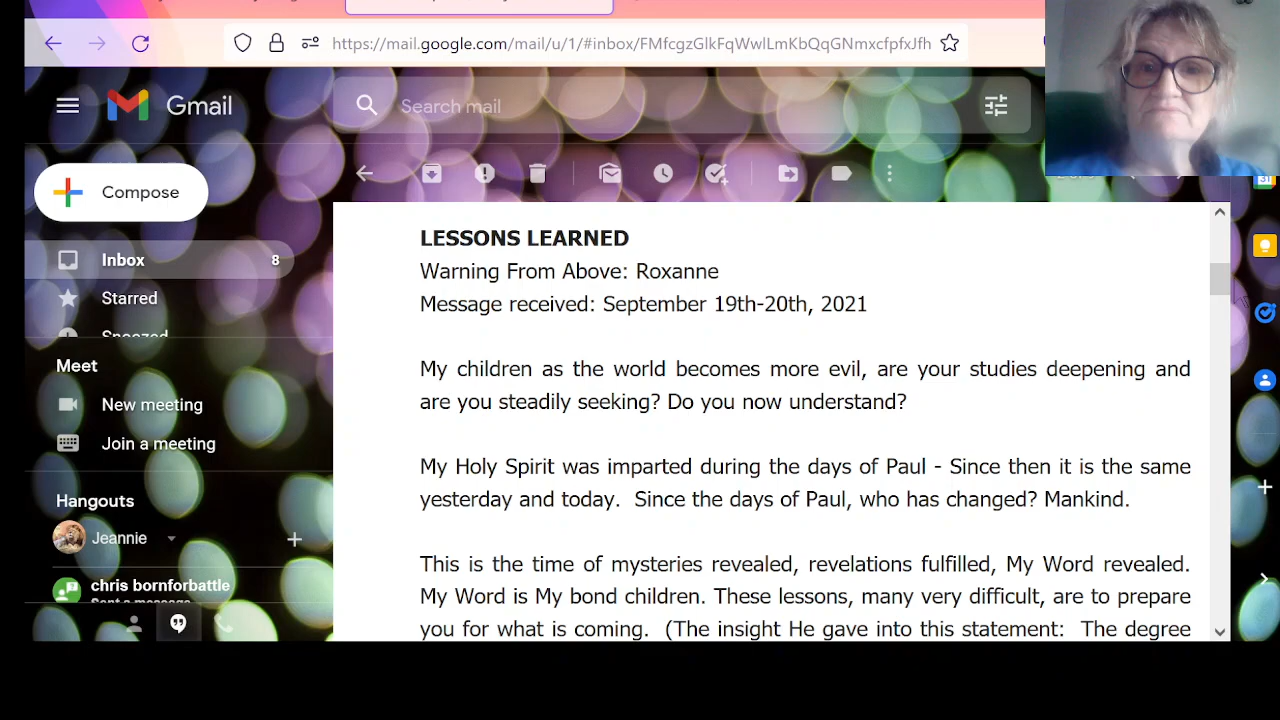 https://mail.google.com/mail/u/1/#inbox/FMfcgzGlkFqWwlLmKbQqGNmxcfpfxJfh
Gmail
Search mail
Compose
Inbox 8
Starred
Snoozed
Meet
New meeting
Join a meeting
Hangouts
Jeannie
chris bornforbattle
Sent a message
LESSONS LEARNED
Warning From Above: Roxanne
Message received: September 19th-20th, 2021
My children as the world becomes more evil, are your studies deepening and
are you steadily seeking? Do you now understand?
My Holy Spirit was imparted during the days of Paul - Since then it is the same
yesterday and today. Since the days of Paul, who has changed? Mankind.
This is the time of mysteries revealed, revelations fulfilled, My Word revealed.
My Word is My bond children. These lessons, many very difficult, are to prepare
you for what is coming. (The insight He gave into this statement: The degree